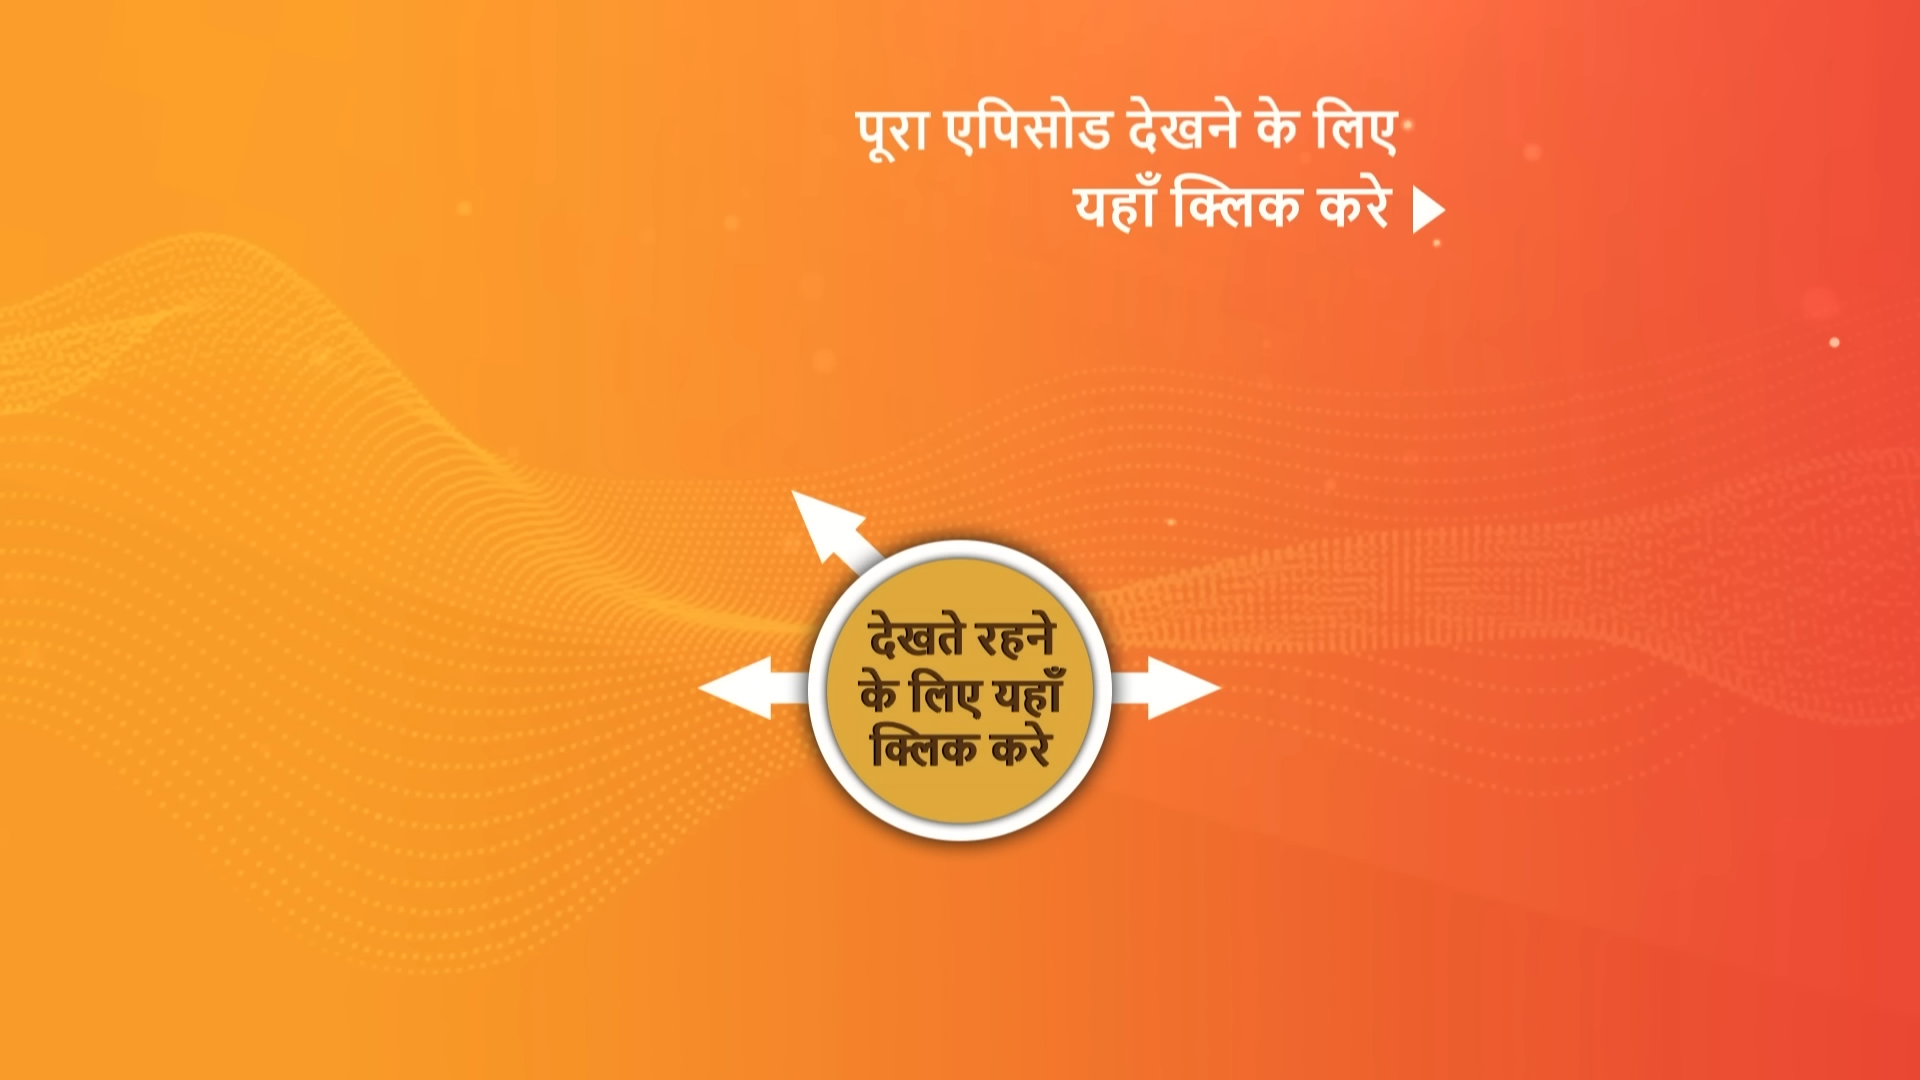 पूरा एपिसोड देखने के लिए
यहाँ क्लिक करे
देखते रहने
के लिए यहाँ
क्लिक करे